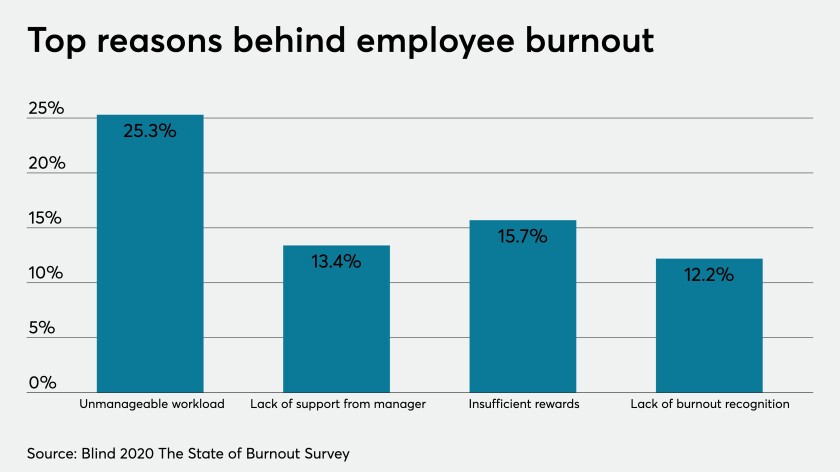 Top reasons behind employee burnout
25%
20%
15%
10%
5%
0%
25.3%
13.4%
15.7%
12.2%
Unmanageable workload
Lack of support from manager
Insufficient rewards
Lack of burnout recognition
Source: Blind 2020 The State of Burnout Survey